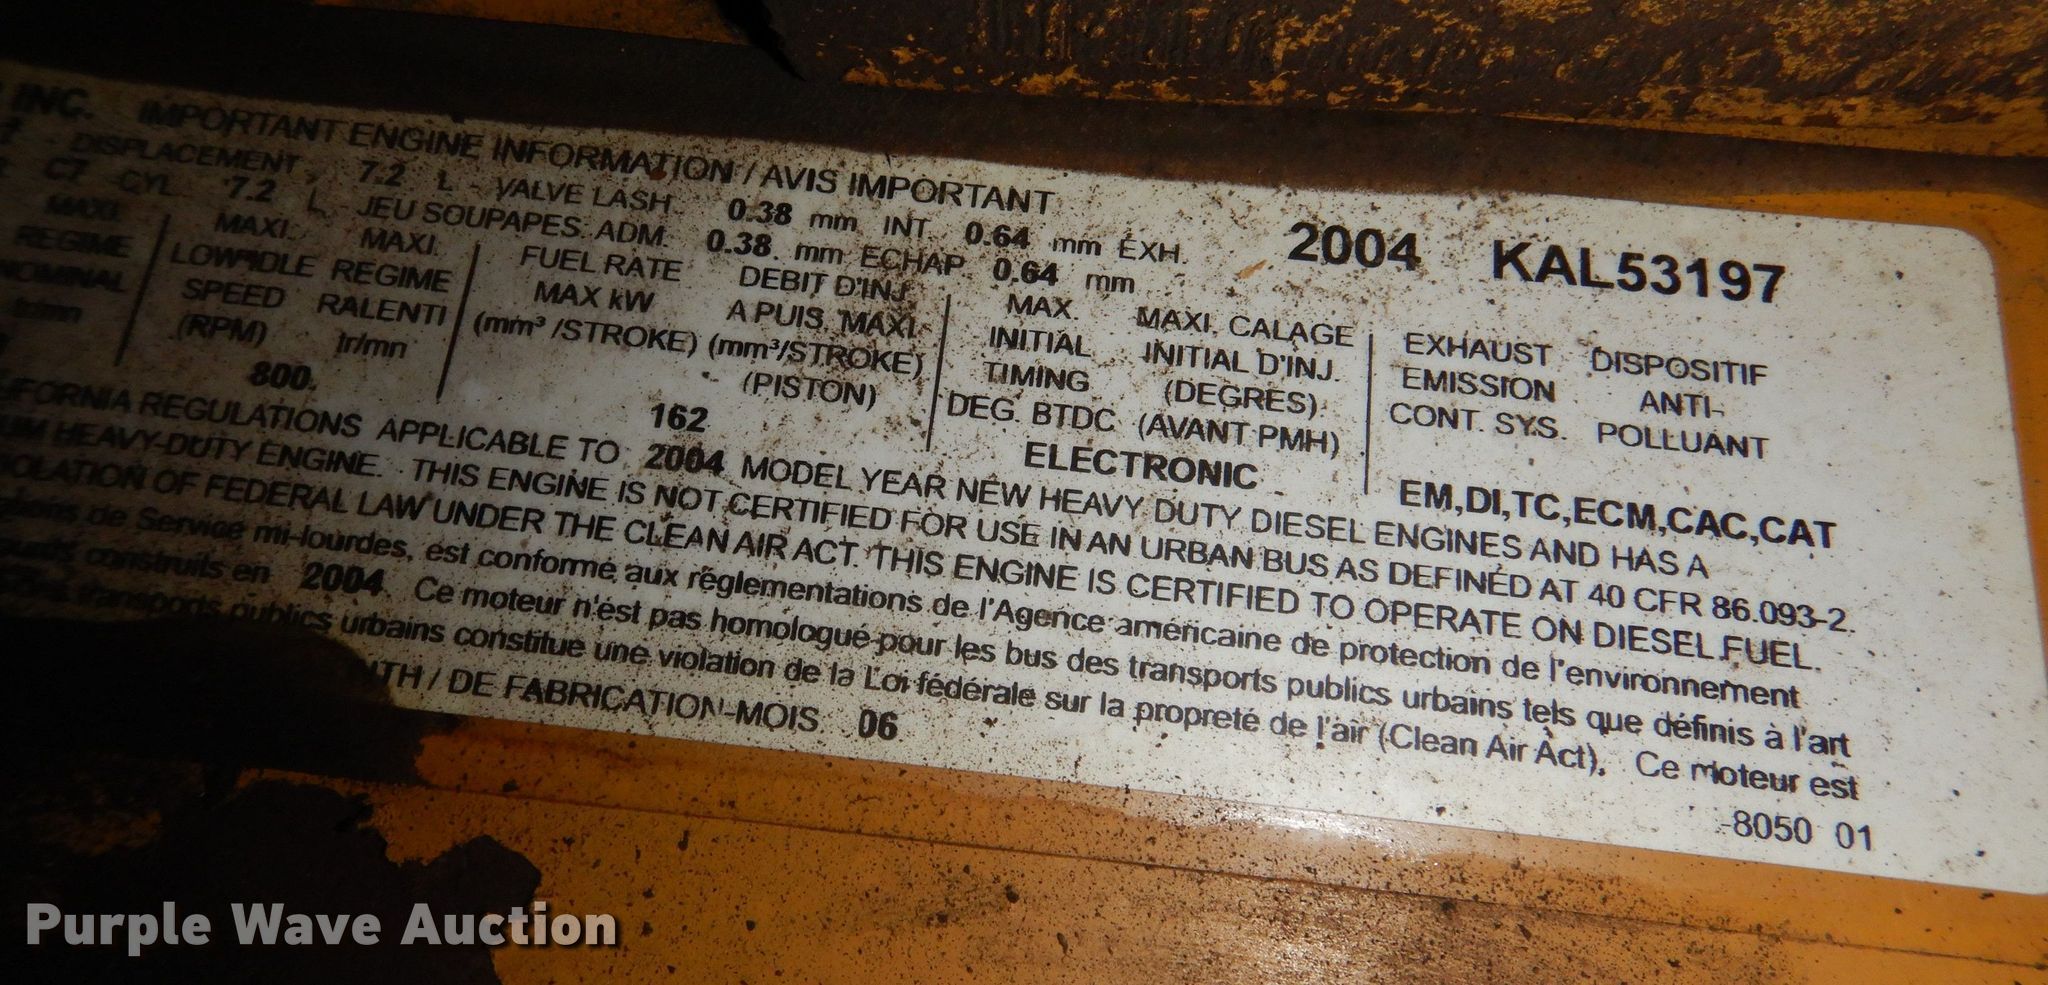 INC. IMPORTANT ENGINE INFORMATION / AVIS IMPORTANT
DISPLACEMENT 7.2 L - VALVE LASH 0.38 mm INT. 0.64 mm EXH.
C7 CYL 7.2 L - JEU SOUPAPES. ADM. 0.38. mm ECHAP. 0.64 mm
2004 KAL53197
MAXI.
REGIME
NOMINAL
tr/mn
MAXI. MAXI.
LOW IDLE REGIME
SPEED RALENTI
(RPM) tr/mn
800.
FUEL RATE DEBIT D'INJ.
MAX kW A PUIS. MAXI.
(mm³ /STROKE) (mm³/STROKE)
(PISTON)
162
MAX. MAXI. CALAGE
INITIAL INITIAL D'INJ.
TIMING (DEGRES)
DEG. BTDC (AVANT PMH)
ELECTRONIC
EXHAUST DISPOSITIF
EMISSION ANTI-
CONT. SYS. POLLUANT
EM,DI,TC,ECM,CAC,CAT
REGULATIONS APPLICABLE TO 2004 MODEL YEAR NEW HEAVY DUTY DIESEL ENGINES AND HAS A
HEAVY-DUTY ENGINE. THIS ENGINE IS NOT CERTIFIED FOR USE IN AN URBAN BUS AS DEFINED AT 40 CFR 86.093-2.
OF FEDERAL LAW UNDER THE CLEAN AIR ACT. THIS ENGINE IS CERTIFIED TO OPERATE ON DIESEL FUEL.
de Service mi-lourdes, est conforme aux réglementations de l'Agence américaine de protection de l'environnement
construits en 2004. Ce moteur n'est pas homologué pour les bus des transports publics urbains tels que définis à l'art
transports publics urbains constitue une violation de la Loi fédérale sur la propreté de l'air (Clean Air Act). Ce moteur est
/ DE FABRICATION-MOIS 06
-8050 01
Purple Wave Auction